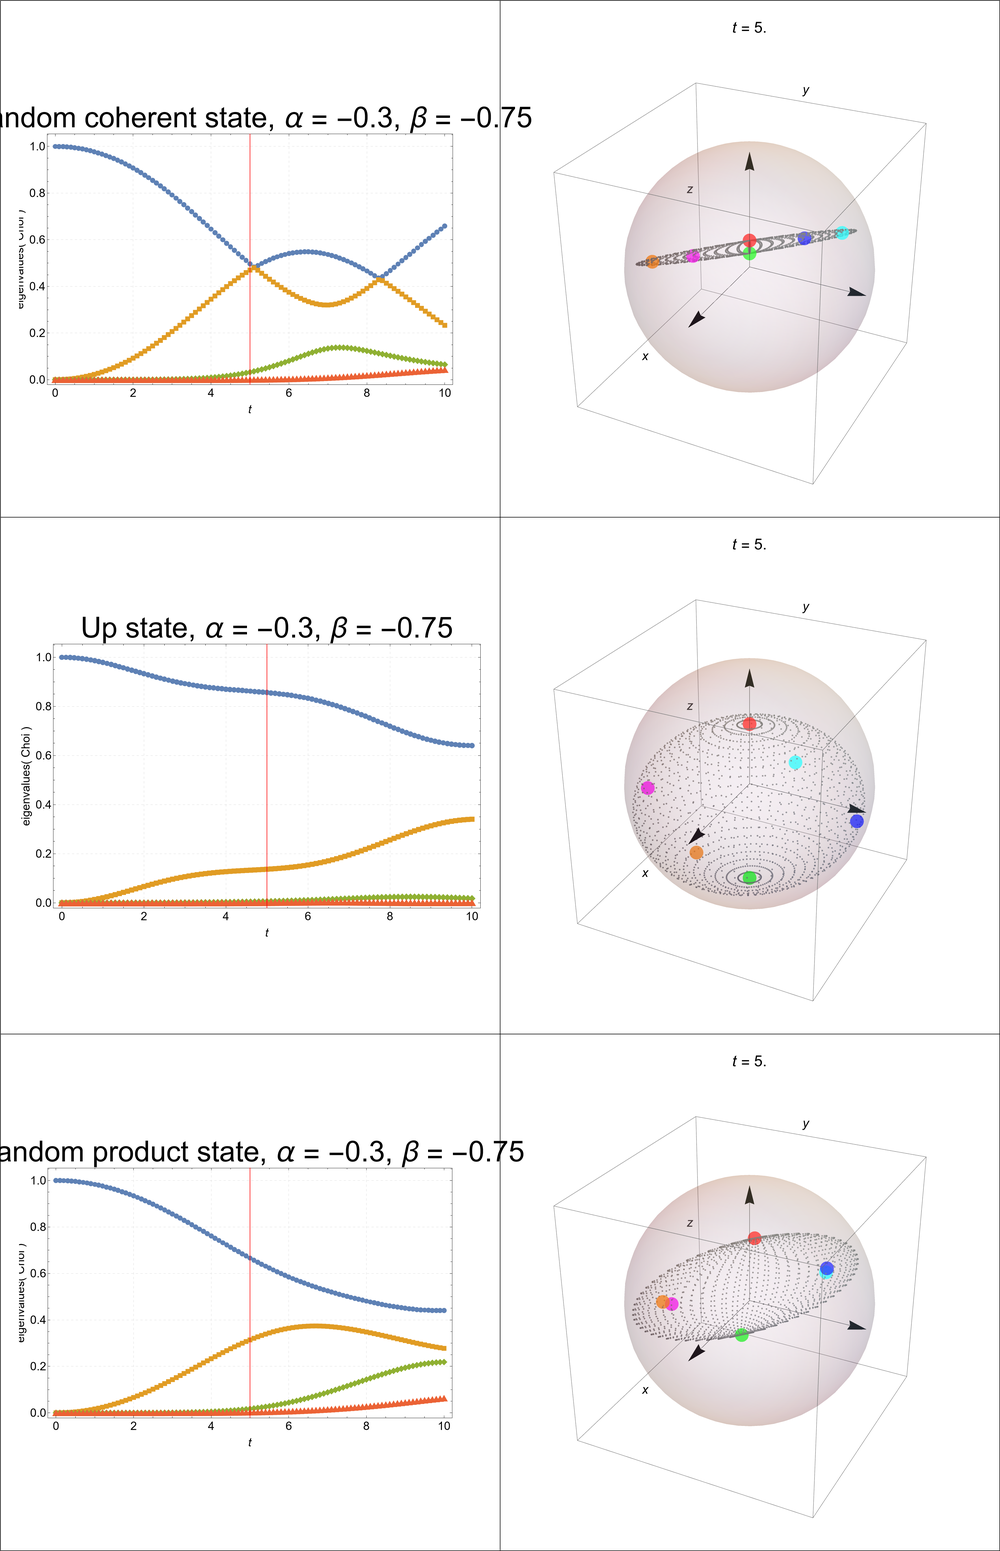 t = 5.
andom coherent state, α = −0.3, β = −0.75
1.0
0.8
0.6
0.4
0.2
0.0
eigenvalues( Choi )
0 2 4 6 8 10
t
y
z
x
t = 5.
Up state, α = −0.3, β = −0.75
1.0
0.8
0.6
0.4
0.2
0.0
eigenvalues( Choi )
0 2 4 6 8 10
t
y
z
x
t = 5.
andom product state, α = −0.3, β = −0.75
1.0
0.8
0.6
0.4
0.2
0.0
eigenvalues( Choi )
0 2 4 6 8 10
t
y
z
x